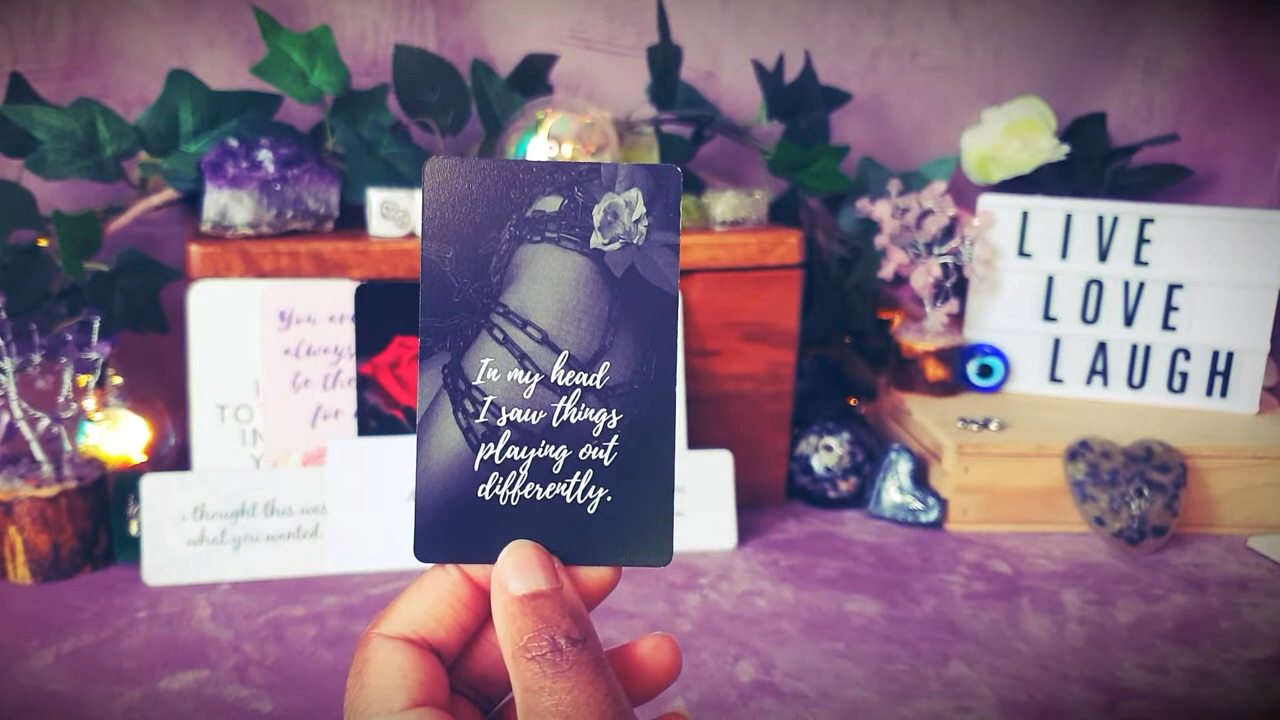 In my head
I saw things
playing out
differently.
LIVE
LOVE
LAUGH
You are
always
be the
for
i thought this was
what you wanted.